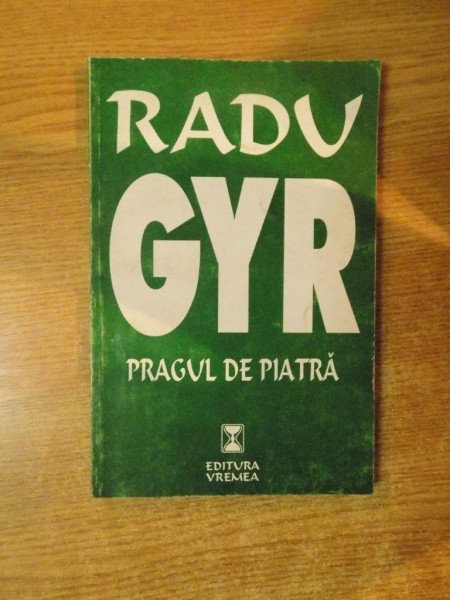 RADU
GYR
PRAGUL DE PIATRĂ
EDITURA
VREMEA